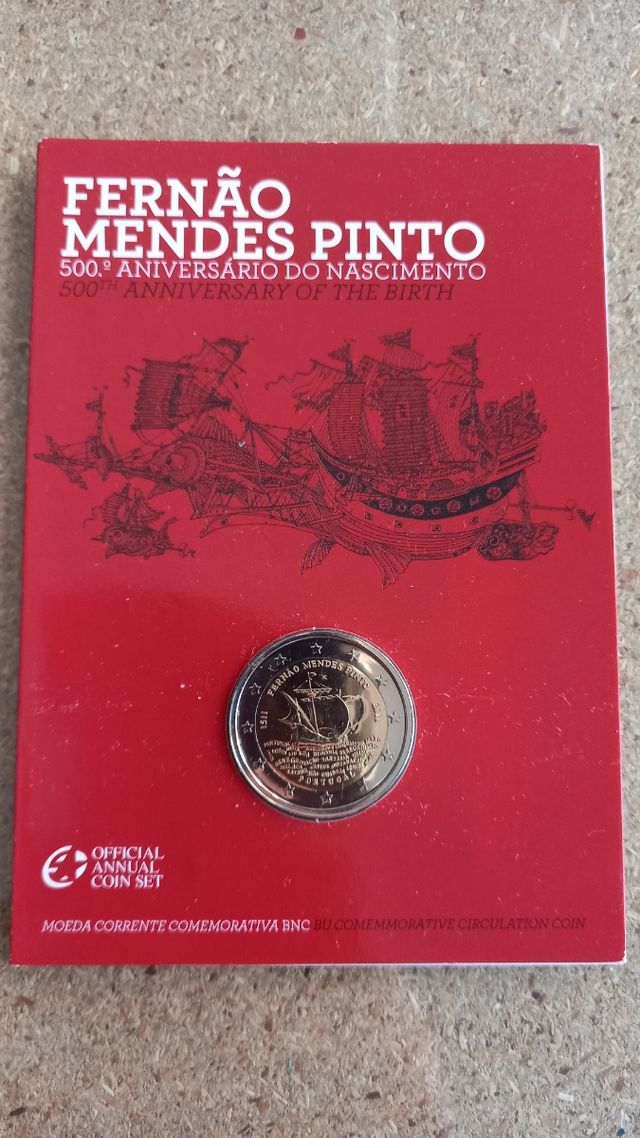 FERNÃO
MENDES PINTO
500.º ANIVERSÁRIO DO NASCIMENTO
500TH ANNIVERSARY OF THE BIRTH
FERNÃO MENDES PINTO
1511
PORTUGAL
OFFICIAL
ANNUAL
COIN SET
MOEDA CORRENTE COMEMORATIVA BNC BU COMMEMORATIVE CIRCULATION COIN